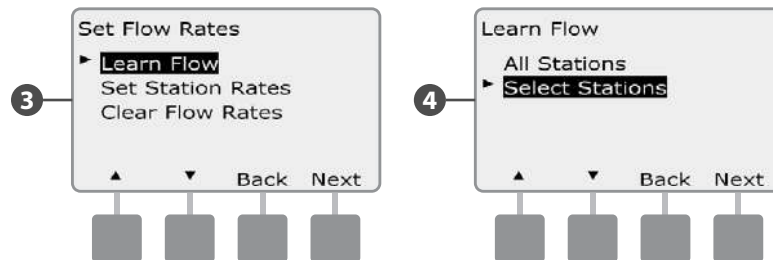 Set Flow Rates
► Learn Flow
Set Station Rates
Clear Flow Rates
▲ ▼ Back Next
3
Learn Flow
All Stations
► Select Stations
▲ ▼ Back Next
4